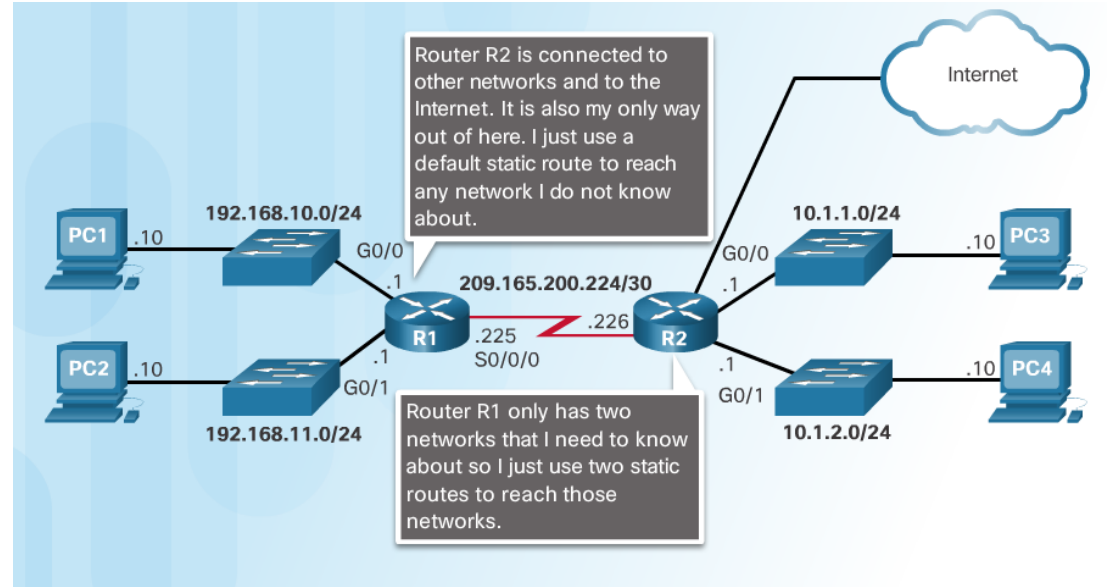 Router R2 is connected to
other networks and to the
Internet. It is also my only way
out of here. I just use a
default static route to reach
any network I do not know
about.
Internet
192.168.10.0/24
10.1.1.0/24
PC1
.10
G0/0
.1
209.165.200.224/30
G0/0
.1
.10
PC3
R1
.225
S0/0/0
.226
R2
PC2
.10
.1
G0/1
192.168.11.0/24
.1
G0/1
.10
PC4
10.1.2.0/24
Router R1 only has two
networks that I need to know
about so I just use two static
routes to reach those
networks.